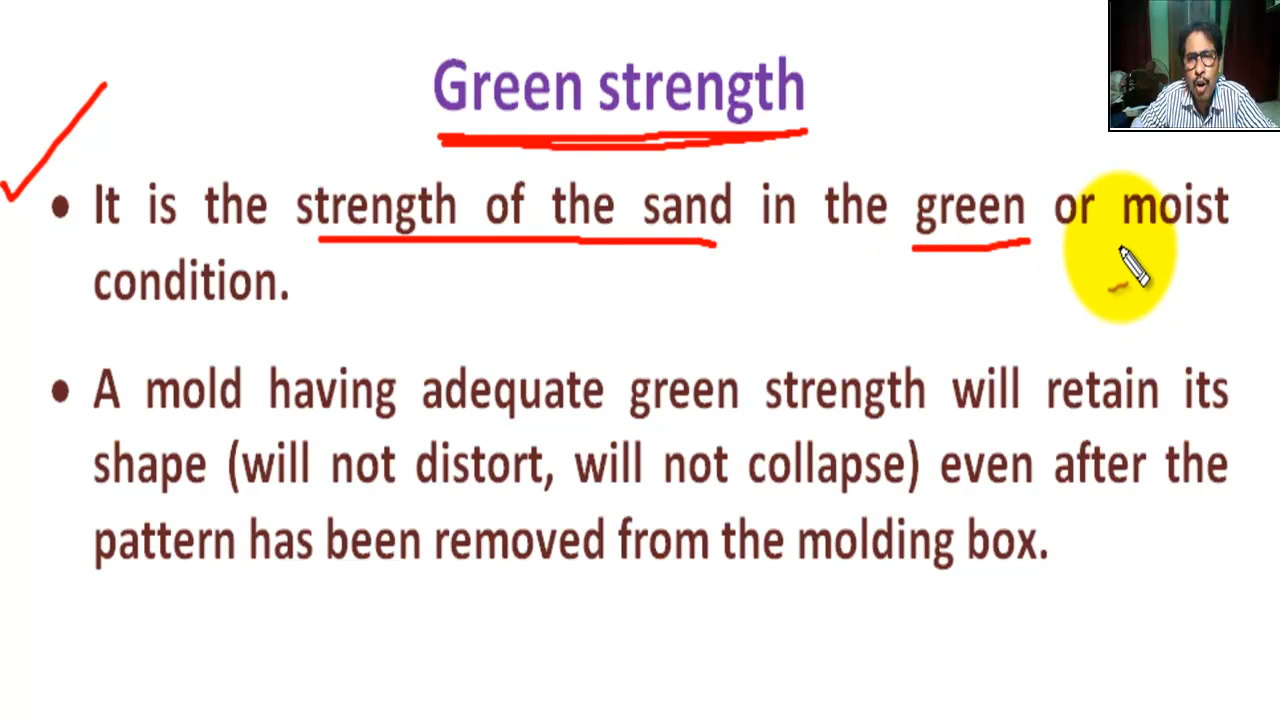 Green strength
• It is the strength of the sand in the green or moist
condition.
• A mold having adequate green strength will retain its
shape (will not distort, will not collapse) even after the
pattern has been removed from the molding box.